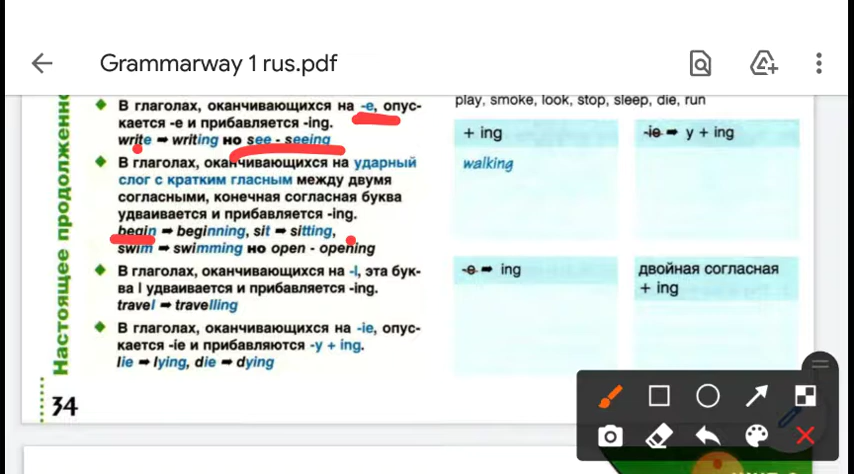 Grammarway 1 rus.pdf
Настоящее продолженно
В глаголах, оканчивающихся на -e, опус-
кается -e и прибавляется -ing.
write ➡ writing но see - seeing
В глаголах, оканчивающихся на ударный
слог с кратким гласным между двумя
согласными, конечная согласная буква
удваивается и прибавляется -ing.
begin ➡ beginning, sit ➡ sitting,
swim ➡ swimming но open - opening
В глаголах, оканчивающихся на -l, эта бук-
ва l удваивается и прибавляется -ing.
travel ➡ travelling
В глаголах, оканчивающихся на -ie, опус-
кается -ie и прибавляются -y + ing.
lie ➡ lying, die ➡ dying
34
play, smoke, look, stop, sleep, die, run
+ ing
walking
-ie ➡ y + ing
-e ➡ ing
двойная согласная
+ ing